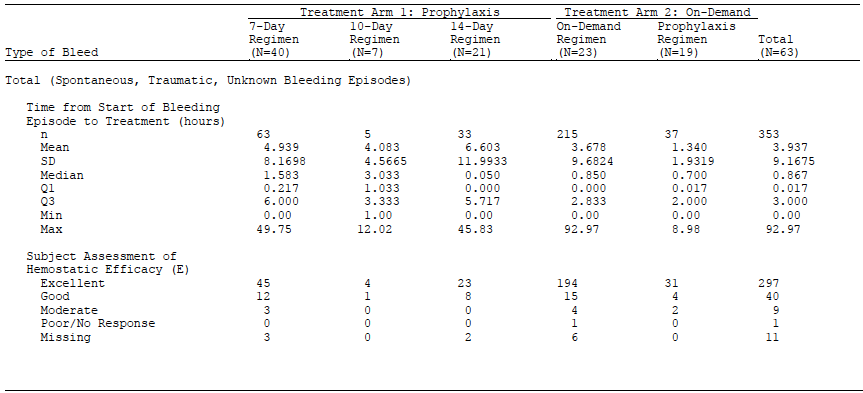 Treatment Arm 1: Prophylaxis Treatment Arm 2: On-Demand
7-Day 10-Day 14-Day On-Demand Prophylaxis
Regimen Regimen Regimen Regimen Regimen Total
Type of Bleed (N=40) (N=7) (N=21) (N=23) (N=19) (N=63)
Total (Spontaneous, Traumatic, Unknown Bleeding Episodes)
Time from Start of Bleeding
Episode to Treatment (hours)
n 63 5 33 215 37 353
Mean 4.939 4.083 6.603 3.678 1.340 3.937
SD 8.1698 4.5665 11.9933 9.6824 1.9319 9.1675
Median 1.583 3.033 0.050 0.850 0.700 0.867
Q1 0.217 1.033 0.000 0.000 0.017 0.017
Q3 6.000 3.333 5.717 2.833 2.000 3.000
Min 0.00 1.00 0.00 0.00 0.00 0.00
Max 49.75 12.02 45.83 92.97 8.98 92.97
Subject Assessment of
Hemostatic Efficacy (E)
Excellent 45 4 23 194 31 297
Good 12 1 8 15 4 40
Moderate 3 0 0 4 2 9
Poor/No Response 0 0 0 1 0 1
Missing 3 0 2 6 0 11